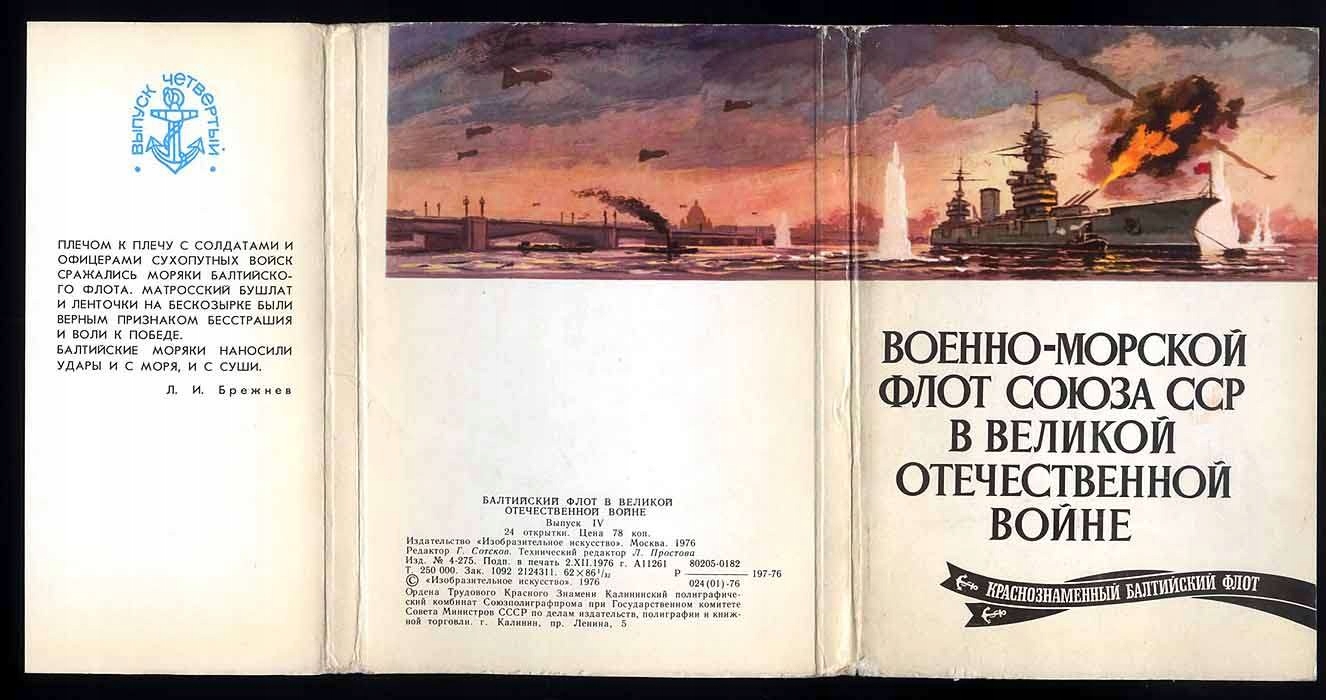 ВЫПУСК ЧЕТВЕРТЫЙ
ПЛЕЧОМ К ПЛЕЧУ С СОЛДАТАМИ И
ОФИЦЕРАМИ СУХОПУТНЫХ ВОЙСК
СРАЖАЛИСЬ МОРЯКИ БАЛТИЙСКО-
ГО ФЛОТА. МАТРОССКИЙ БУШЛАТ
И ЛЕНТОЧКИ НА БЕСКОЗЫРКЕ БЫЛИ
ВЕРНЫМ ПРИЗНАКОМ БЕССТРАШИЯ
И ВОЛИ К ПОБЕДЕ.
БАЛТИЙСКИЕ МОРЯКИ НАНОСИЛИ
УДАРЫ И С МОРЯ, И С СУШИ.
Л. И. Брежнев
БАЛТИЙСКИЙ ФЛОТ В ВЕЛИКОЙ
ОТЕЧЕСТВЕННОЙ ВОЙНЕ
Выпуск IV
24 открытки. Цена 78 коп.
Издательство «Изобразительное искусство». Москва. 1976
Редактор Г. Сотсков. Технический редактор Л. Простова
Изд. № 4-275. Подп. в печать 2.XII.1976 г. А11261
Т. 250 000. Зак. 1092 2124311. 62×86 1/32
© «Изобразительное искусство». 1976
Р 80205-0182 / 024(01)-76 197-76
Ордена Трудового Красного Знамени Калининский полиграфиче-
ский комбинат Союзполиграфпрома при Государственном комитете
Совета Министров СССР по делам издательств, полиграфии и книж-
ной торговли. г. Калинин, пр. Ленина, 5
ВОЕННО-МОРСКОЙ
ФЛОТ СОЮЗА ССР
В ВЕЛИКОЙ
ОТЕЧЕСТВЕННОЙ
ВОЙНЕ
КРАСНОЗНАМЕННЫЙ БАЛТИЙСКИЙ ФЛОТ